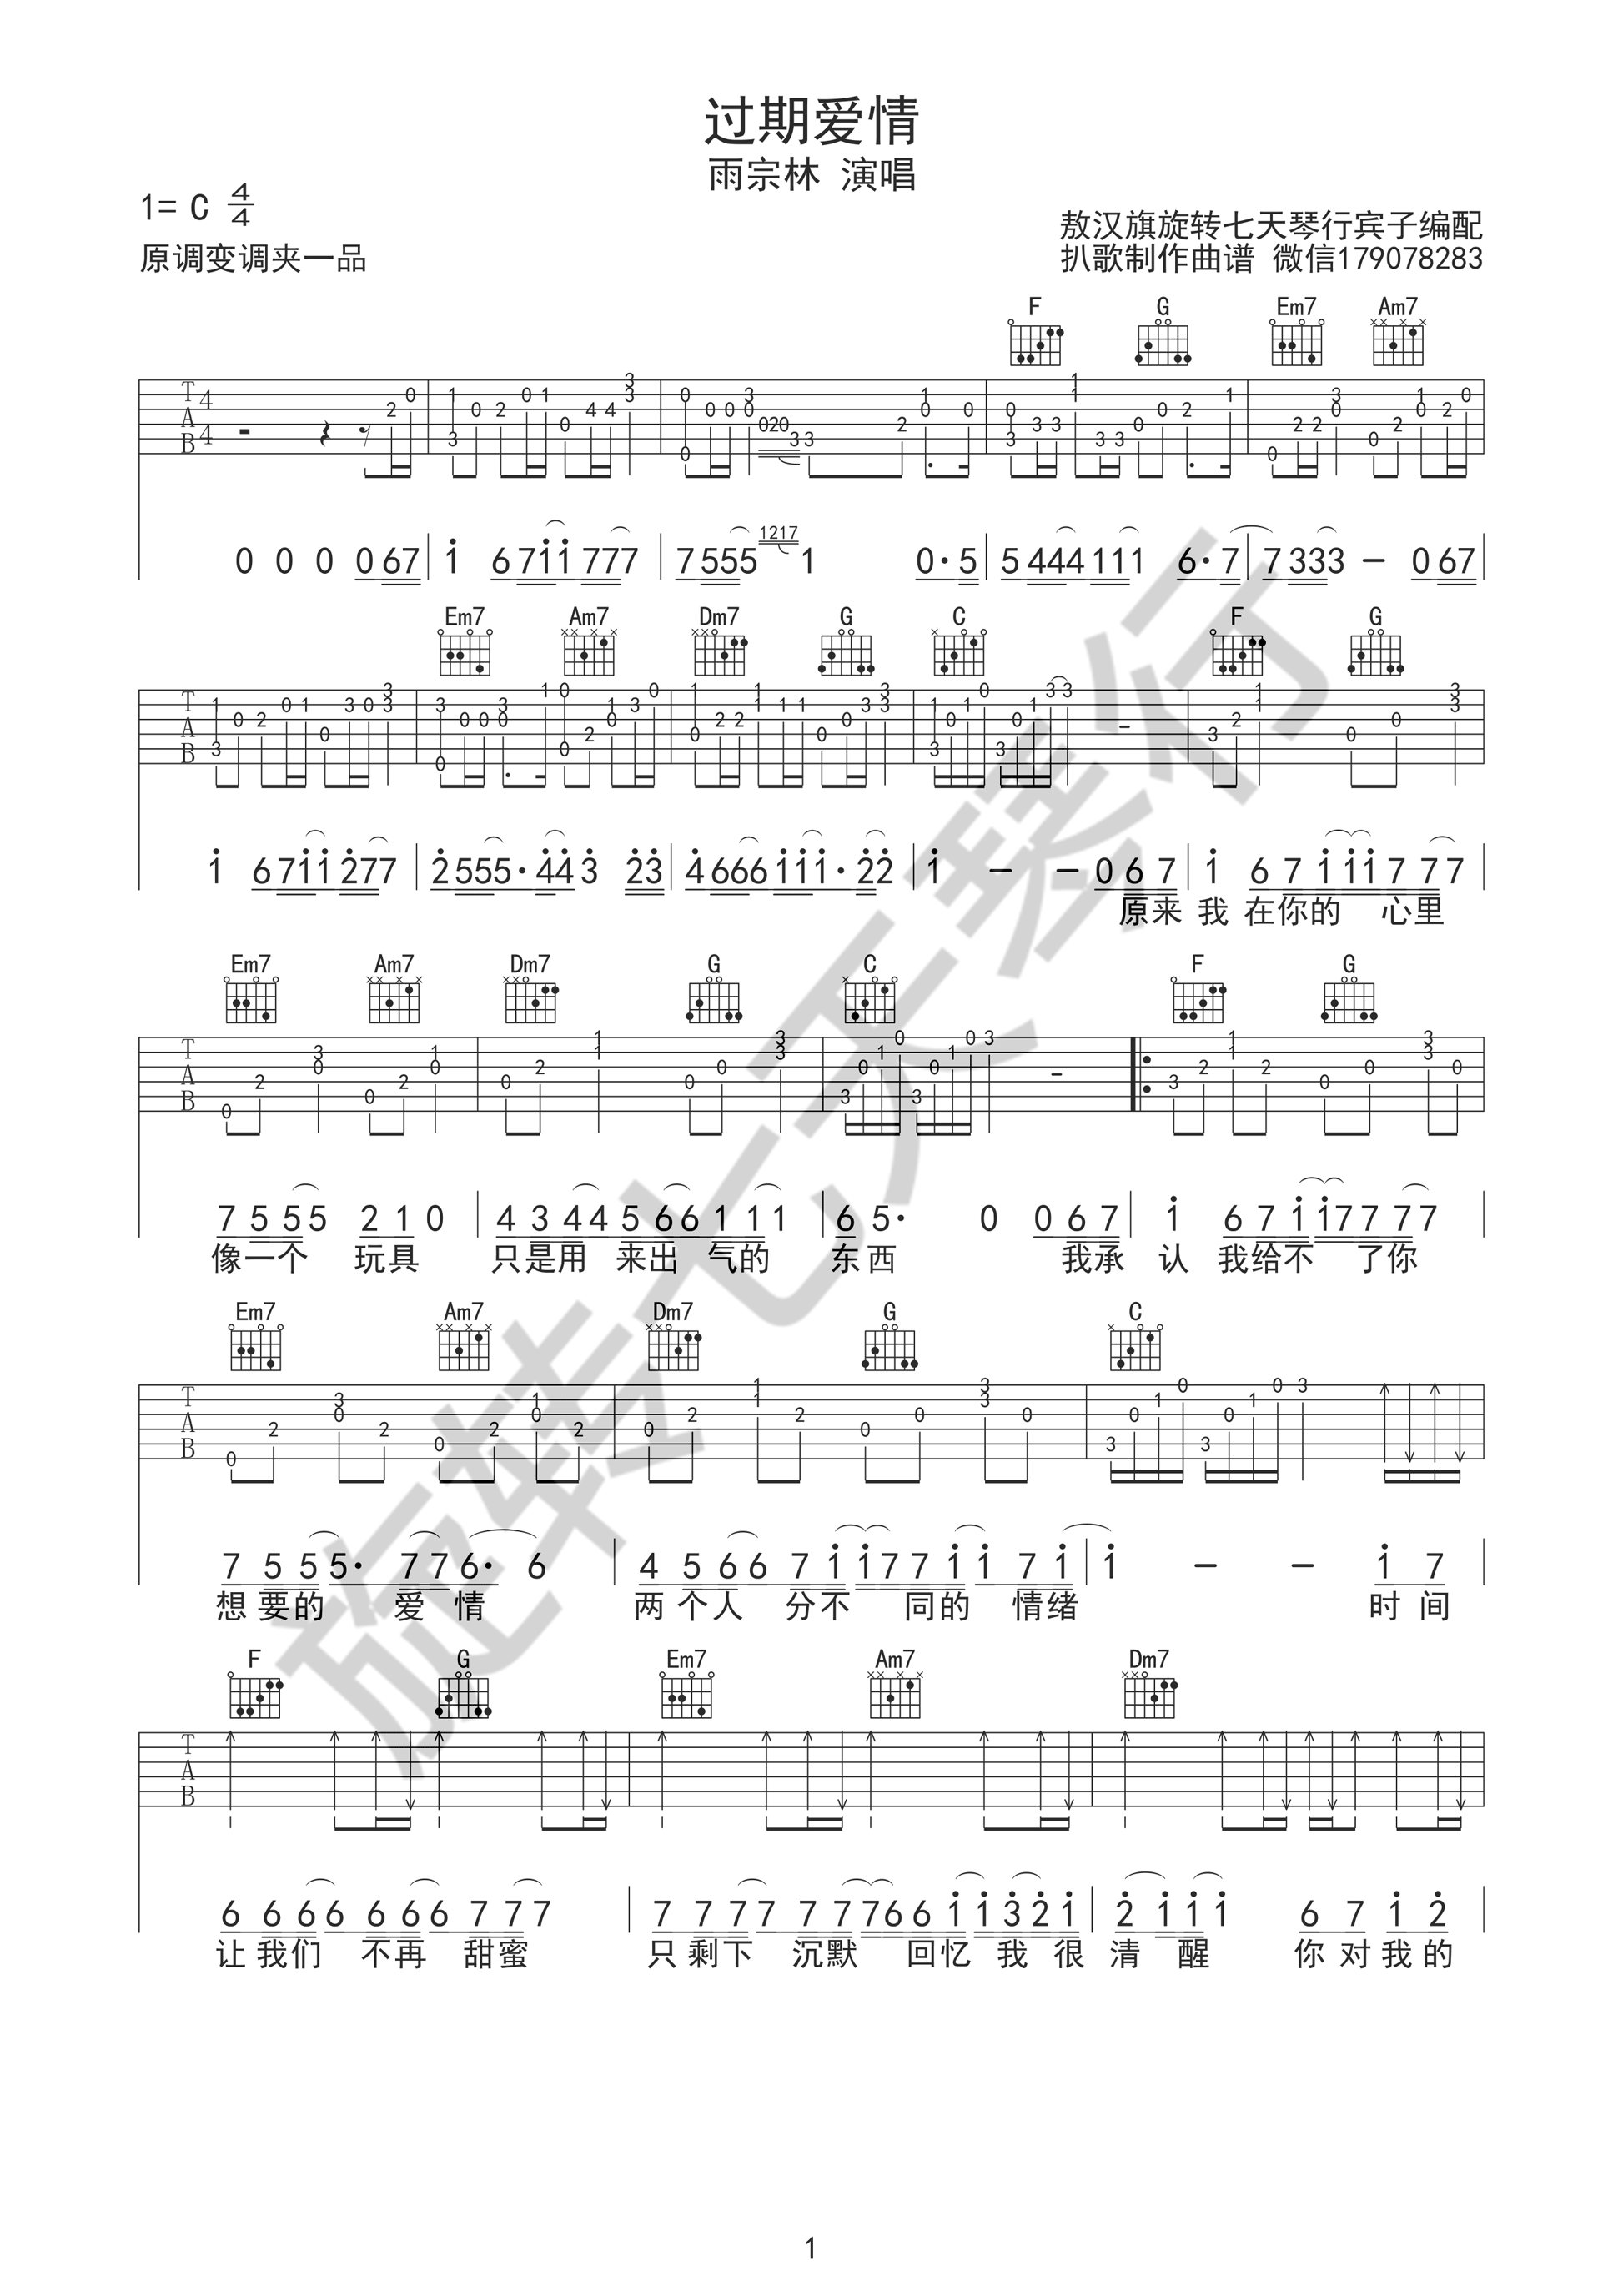 过期爱情
雨宗林 演唱
1= C 4/4
原调变调夹一品
敖汉旗旋转七天琴行宾子编配
扒歌制作曲谱 微信179078283
F G Em7 Am7
0 0 0 0 6 7 1 6 7 1 1 7 7 7 7 5 5 5 1217 1 0· 5 5 4 4 4 1 1 1 6· 7 7 3 3 3 — 0 6 7
Em7 Am7 Dm7 G C F G
1 6 7 1 1 2 7 7 2 5 5 5· 4 4 3 2 3 4 6 6 6 1 1 1· 2 2 1 — — 0 6 7 1 6 7 1 1 1 7 7 7
原来 我 在你的 心里
Em7 Am7 Dm7 G C F G
7 5 5 5 2 1 0 4 3 4 4 5 6 6 1 1 1 6 5· 0 0 6 7 1 6 7 1 1 7 7 7 7
像一个 玩具 只是用 来出 气的 东西 我承 认 我给不 了你
Em7 Am7 Dm7 G C
7 5 5 5· 7 7 6· 6 4 5 6 6 7 1 1 7 7 1 1 7 1 1 — — 1 7
想 要的 爱 情 两 个人 分不 同的 情绪 时 间
F G Em7 Am7 Dm7
6 6 6 6 6 6 6 7 7 7 7 7 7 7 7 7 7 6 6 1 1 3 2 1 2 1 1 1 6 7 1 2
让 我们 不再 甜蜜 只 剩下 沉默 回忆 我 很 清 醒 你 对 我 的
旋转七天琴行
1